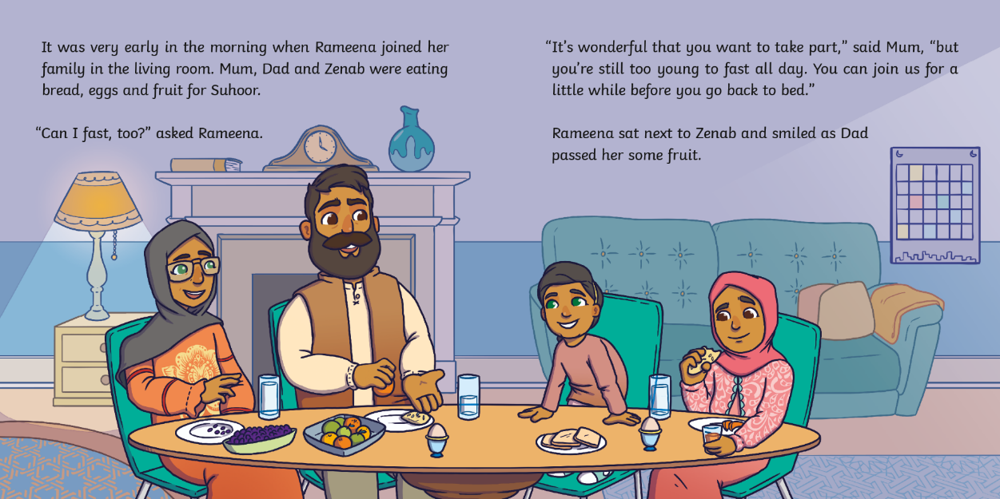 It was very early in the morning when Rameena joined her
family in the living room. Mum, Dad and Zenab were eating
bread, eggs and fruit for Suhoor.
“Can I fast, too?” asked Rameena.
“It’s wonderful that you want to take part,” said Mum, “but
you’re still too young to fast all day. You can join us for a
little while before you go back to bed.”
Rameena sat next to Zenab and smiled as Dad
passed her some fruit.